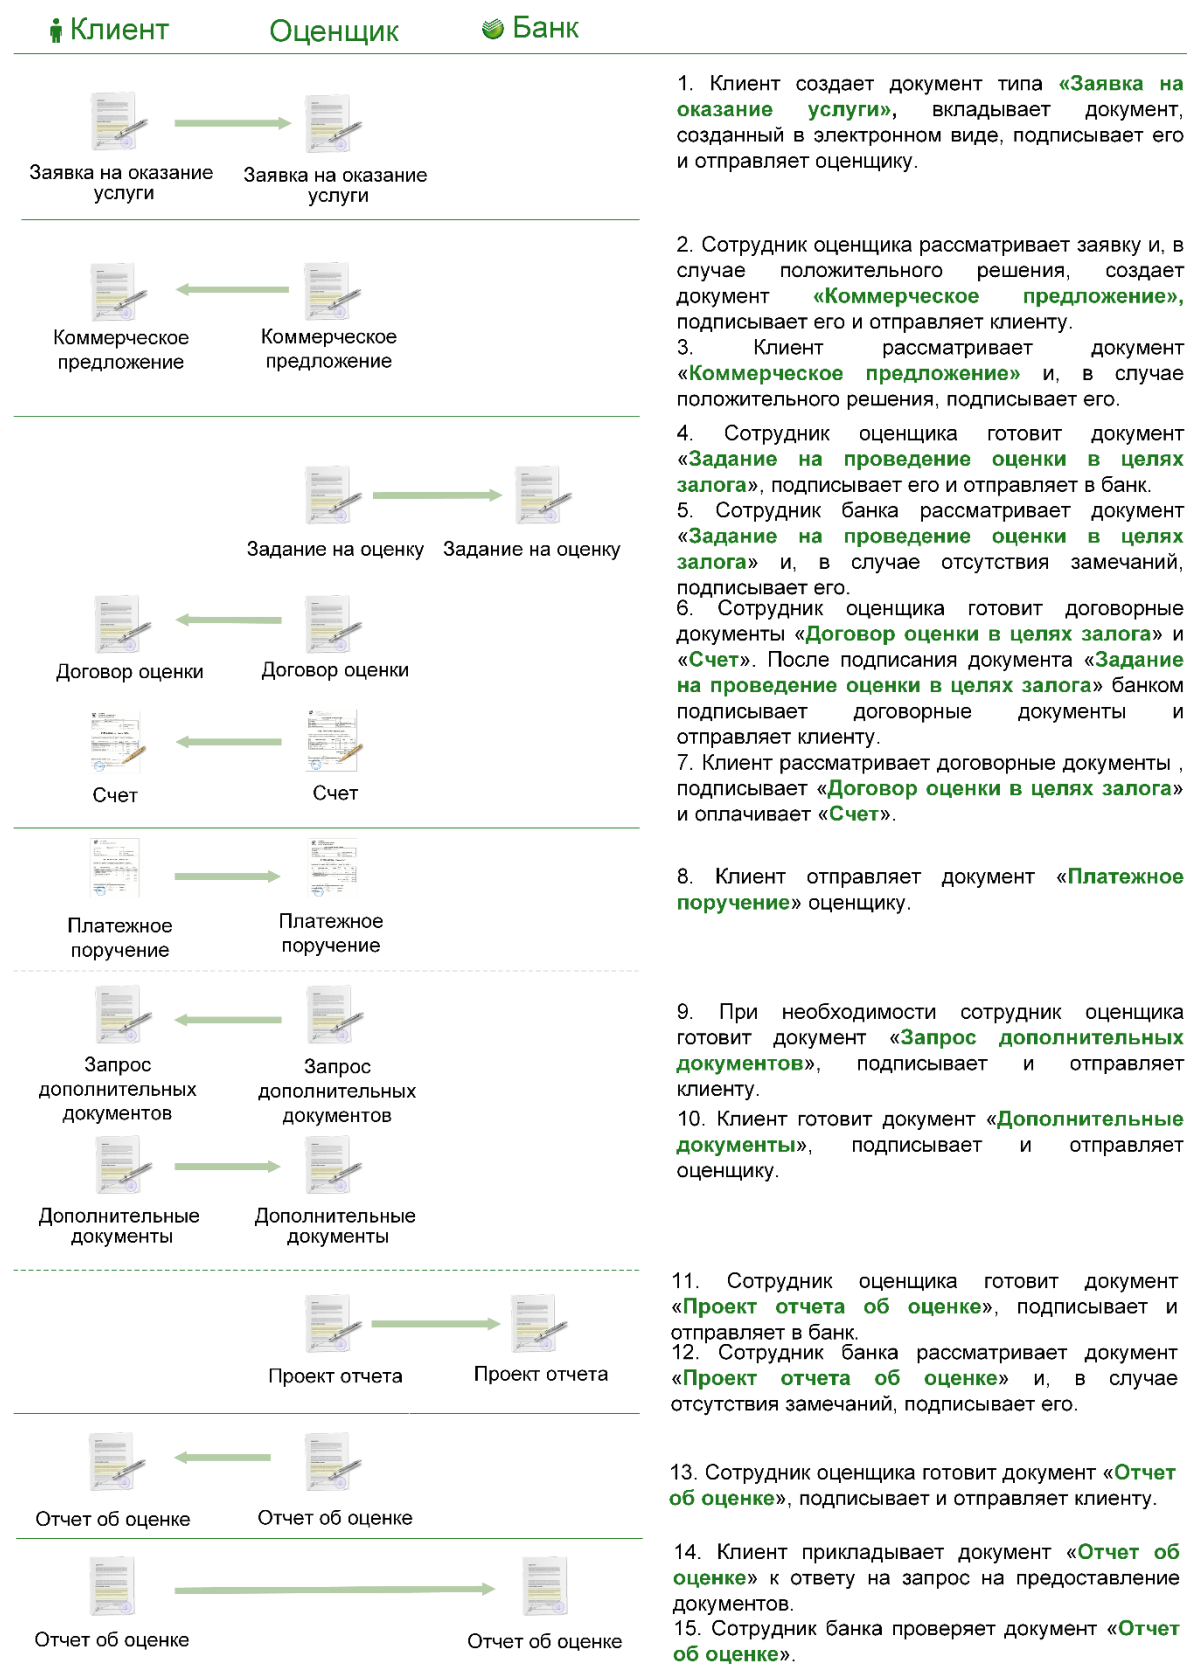 Клиент
Оценщик
Банк
Заявка на оказание
услуги
Заявка на оказание
услуги
1. Клиент создает документ типа «Заявка на
оказание услуги», вкладывает документ,
созданный в электронном виде, подписывает его
и отправляет оценщику.
Коммерческое
предложение
Коммерческое
предложение
2. Сотрудник оценщика рассматривает заявку и, в
случае положительного решения, создает
документ «Коммерческое предложение»,
подписывает его и отправляет клиенту.
3. Клиент рассматривает документ
«Коммерческое предложение» и, в случае
положительного решения, подписывает его.
Задание на оценку
Задание на оценку
4. Сотрудник оценщика готовит документ
«Задание на проведение оценки в целях
залога», подписывает его и отправляет в банк.
5. Сотрудник банка рассматривает документ
«Задание на проведение оценки в целях
залога» и, в случае отсутствия замечаний,
подписывает его.
Договор оценки
Договор оценки
Счет
Счет
6. Сотрудник оценщика готовит договорные
документы «Договор оценки в целях залога» и
«Счет». После подписания документа «Задание
на проведение оценки в целях залога» банком
подписывает договорные документы и
отправляет клиенту.
7. Клиент рассматривает договорные документы ,
подписывает «Договор оценки в целях залога»
и оплачивает «Счет».
Платежное
поручение
Платежное
поручение
8. Клиент отправляет документ «Платежное
поручение» оценщику.
Запрос
дополнительных
документов
Запрос
дополнительных
документов
9. При необходимости сотрудник оценщика
готовит документ «Запрос дополнительных
документов», подписывает и отправляет
клиенту.
Дополнительные
документы
Дополнительные
документы
10. Клиент готовит документ «Дополнительные
документы», подписывает и отправляет
оценщику.
Проект отчета
Проект отчета
11. Сотрудник оценщика готовит документ
«Проект отчета об оценке», подписывает и
отправляет в банк.
12. Сотрудник банка рассматривает документ
«Проект отчета об оценке» и, в случае
отсутствия замечаний, подписывает его.
Отчет об оценке
Отчет об оценке
13. Сотрудник оценщика готовит документ «Отчет
об оценке», подписывает и отправляет клиенту.
Отчет об оценке
Отчет об оценке
14. Клиент прикладывает документ «Отчет об
оценке» к ответу на запрос на предоставление
документов.
15. Сотрудник банка проверяет документ «Отчет
об оценке».